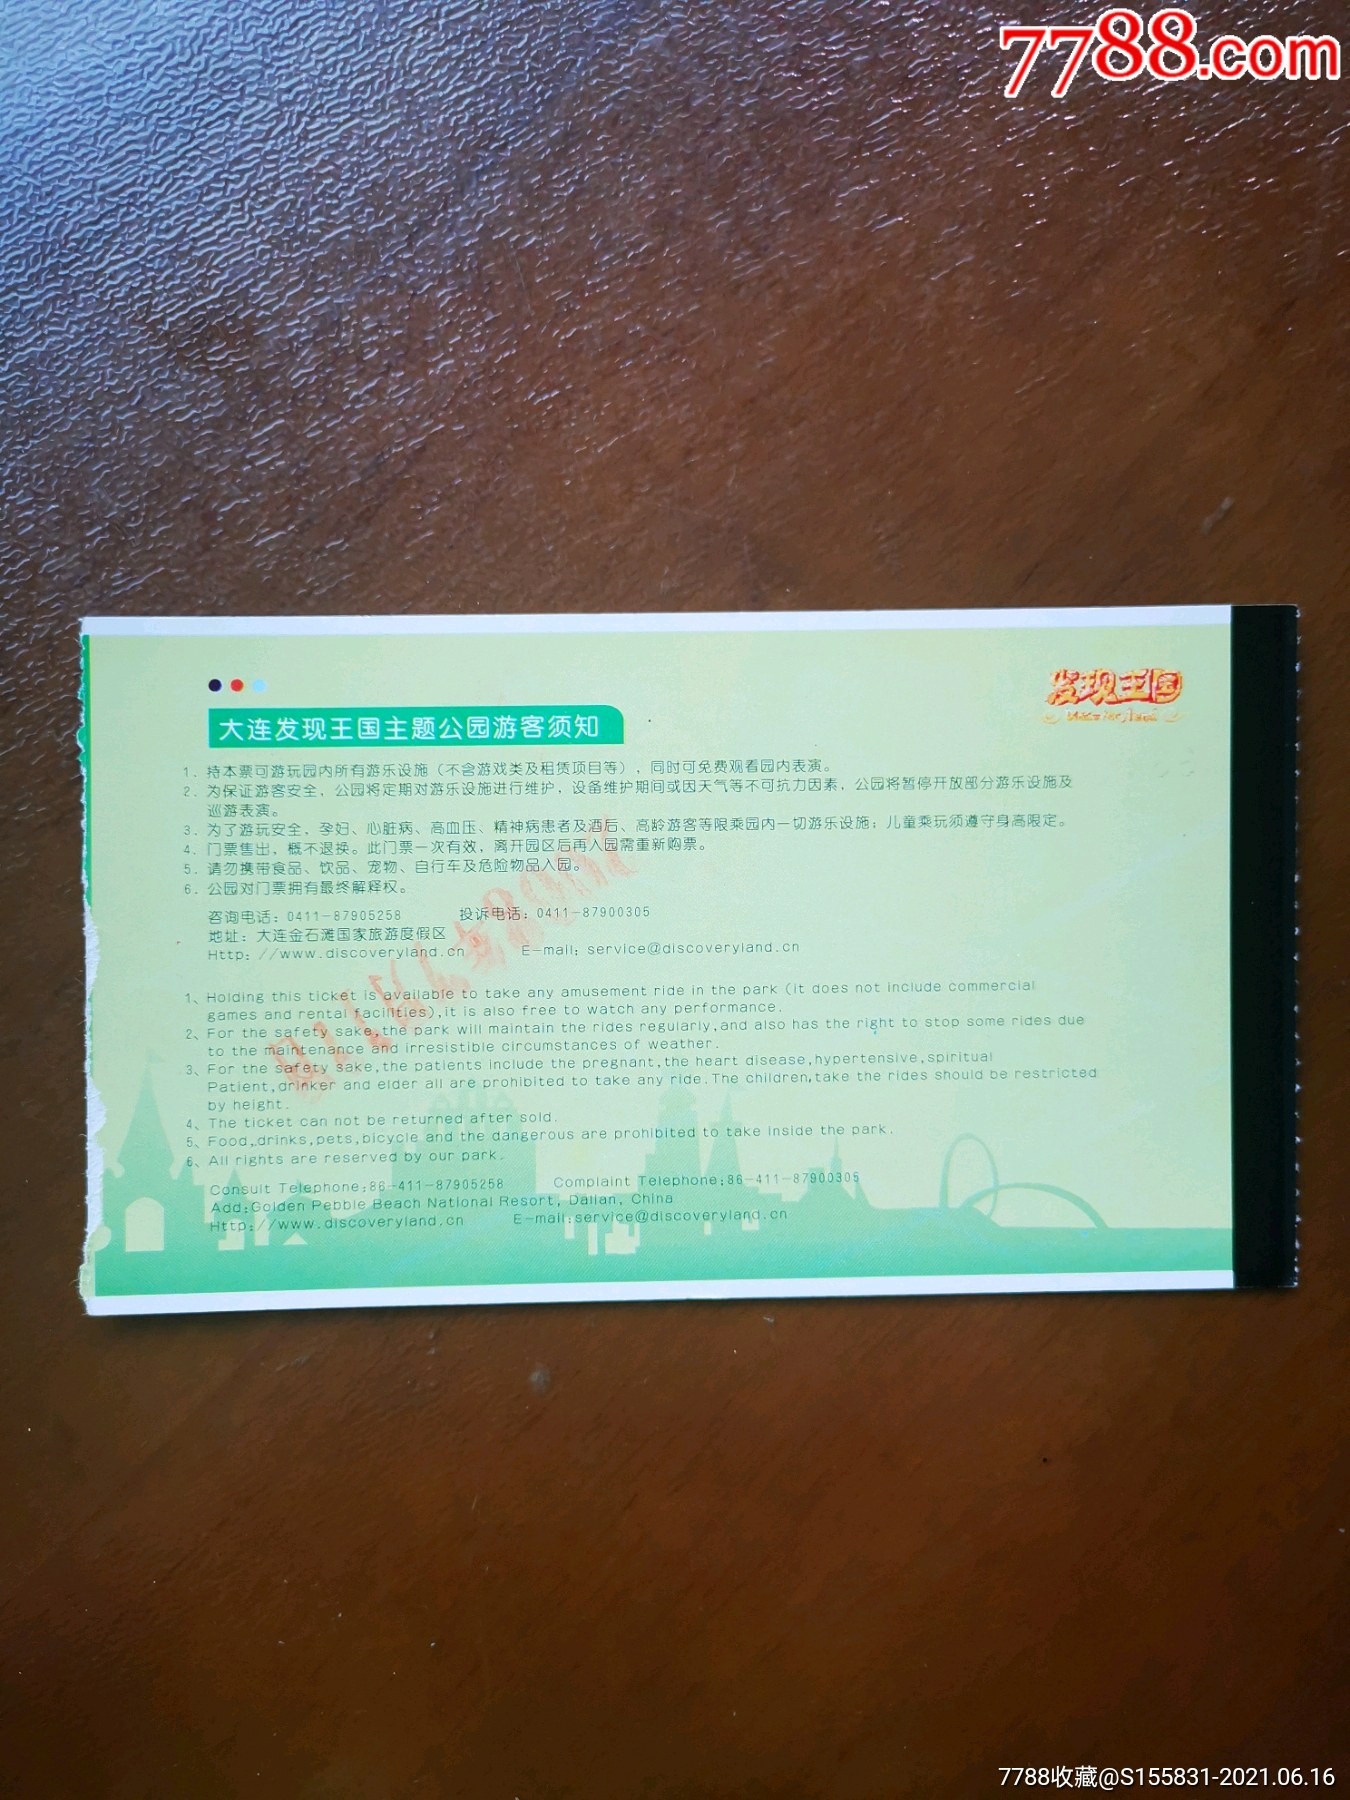 7788.com
发现王国
大连发现王国主题公园游客须知
1. 持本票可游玩园内所有游乐设施（不含游戏类及租赁项目等），同时可免费观看园内表演。
2. 为保证游客安全，公园将定期对游乐设施进行维护，设备维护期间或因天气等不可抗力因素，公园将暂停开放部分游乐设施及
巡游表演。
3. 为了游玩安全，孕妇、心脏病、高血压、精神病患者及酒后、高龄游客等限乘园内一切游乐设施；儿童乘玩须遵守身高限定。
4. 门票售出，概不退换。此门票一次有效，离开园区后再入园需重新购票。
5. 请勿携带食品、饮品、宠物、自行车及危险物品入园。
6. 公园对门票拥有最终解释权。
咨询电话：0411-87905258 投诉电话：0411-87900305
地址：大连金石滩国家旅游度假区
Http：//www.discoveryland.cn E-mail：service@discoveryland.cn
1、Holding this ticket is available to take any amusement ride in the park (it does not include commercial
games and rental facilities),it is also free to watch any performance.
2、For the safety sake,the park will maintain the rides regularly,and also has the right to stop some rides due
to the maintenance and irresistible circumstances of weather.
3、For the safety sake,the patients include the pregnant,the heart disease,hypertensive,spiritual
Patient,drinker and elder all are prohibited to take any ride.The children,take the rides should be restricted
by height.
4、The ticket can not be returned after sold.
5、Food,drinks,pets,bicycle and the dangerous are prohibited to take inside the park.
6、All rights are reserved by our park.
Consult Telephone:86-411-87905258 Complaint Telephone:86-411-87900305
Add:Golden Pebble Beach National Resort, Dalian, China
Http：//www.discoveryland.cn E-mail:service@discoveryland.cn
7788收藏@S155831-2021.06.16